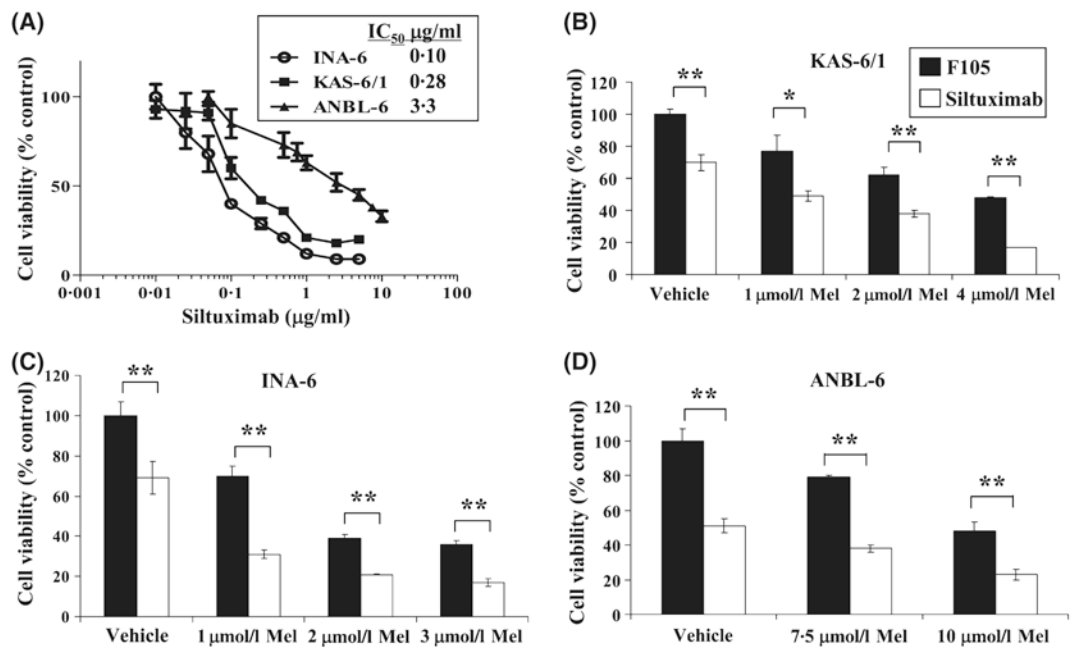 (A)
IC50 µg/ml
INA-6 0·10
KAS-6/1 0·28
ANBL-6 3·3
Cell viability (% control)
100
50
0
0·001 0·01 0·1 1 10 100
Siltuximab (µg/ml)
(B)
KAS-6/1
F105
Siltuximab
Cell viability (% control)
120
100
80
60
40
20
0
** * ** **
Vehicle 1 µmol/l Mel 2 µmol/l Mel 4 µmol/l Mel
(C)
INA-6
Cell viability (% control)
120
100
80
60
40
20
0
** ** ** **
Vehicle 1 µmol/l Mel 2 µmol/l Mel 3 µmol/l Mel
(D)
ANBL-6
Cell viability (% control)
120
100
80
60
40
20
0
** ** **
Vehicle 7·5 µmol/l Mel 10 µmol/l Mel